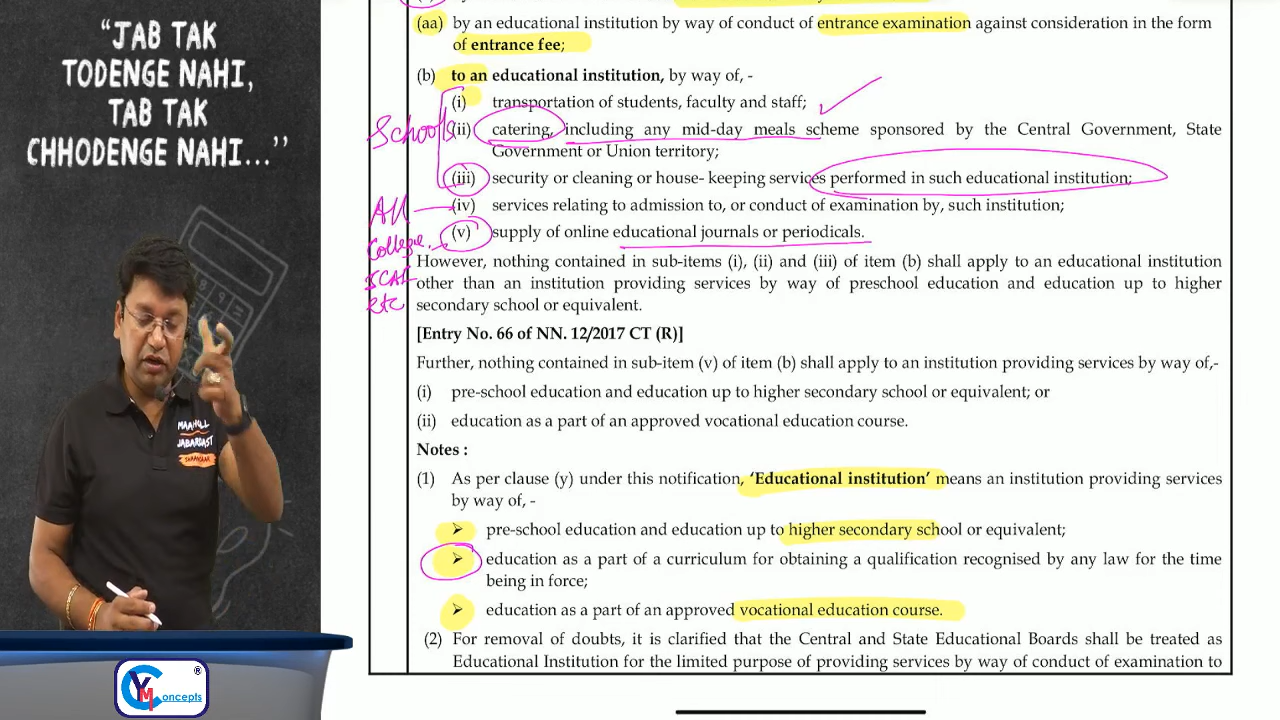 “JAB TAK
TODENGE NAHI,
TAB TAK
CHHODENGE NAHI...’’
(aa) by an educational institution by way of conduct of entrance examination against consideration in the form
of entrance fee;
(b) to an educational institution, by way of, -
(i) transportation of students, faculty and staff;
Schools
(ii) catering, including any mid-day meals scheme sponsored by the Central Government, State
Government or Union territory;
(iii) security or cleaning or house- keeping services performed in such educational institution;
All
(iv) services relating to admission to, or conduct of examination by, such institution;
(v) supply of online educational journals or periodicals.
College
ICAI
etc
However, nothing contained in sub-items (i), (ii) and (iii) of item (b) shall apply to an educational institution
other than an institution providing services by way of preschool education and education up to higher
secondary school or equivalent.
[Entry No. 66 of NN. 12/2017 CT (R)]
Further, nothing contained in sub-item (v) of item (b) shall apply to an institution providing services by way of,-
(i) pre-school education and education up to higher secondary school or equivalent; or
(ii) education as a part of an approved vocational education course.
Notes :
(1) As per clause (y) under this notification, ‘Educational institution’ means an institution providing services
by way of, -
➢ pre-school education and education up to higher secondary school or equivalent;
➢ education as a part of a curriculum for obtaining a qualification recognised by any law for the time
being in force;
➢ education as a part of an approved vocational education course.
(2) For removal of doubts, it is clarified that the Central and State Educational Boards shall be treated as
Educational Institution for the limited purpose of providing services by way of conduct of examination to
JABARDAST
CYM Concepts